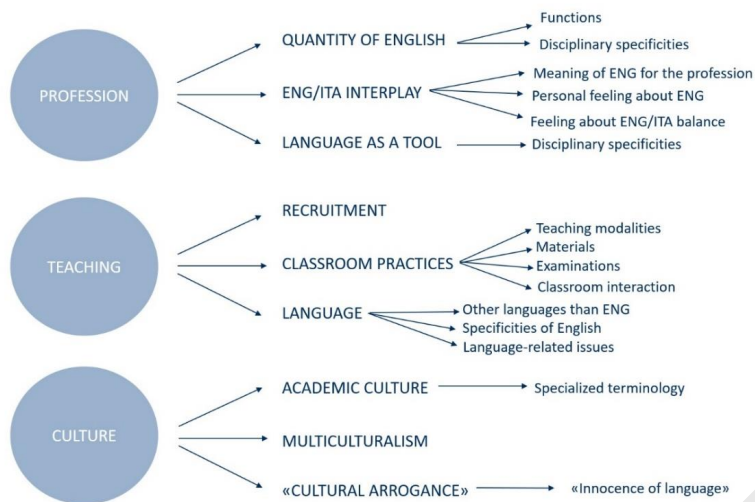 PROFESSION
QUANTITY OF ENGLISH
Functions
Disciplinary specificities
ENG/ITA INTERPLAY
Meaning of ENG for the profession
Personal feeling about ENG
Feeling about ENG/ITA balance
LANGUAGE AS A TOOL
Disciplinary specificities
TEACHING
RECRUITMENT
CLASSROOM PRACTICES
Teaching modalities
Materials
Examinations
Classroom interaction
LANGUAGE
Other languages than ENG
Specificities of English
Language-related issues
CULTURE
ACADEMIC CULTURE
Specialized terminology
MULTICULTURALISM
«CULTURAL ARROGANCE»
«Innocence of language»